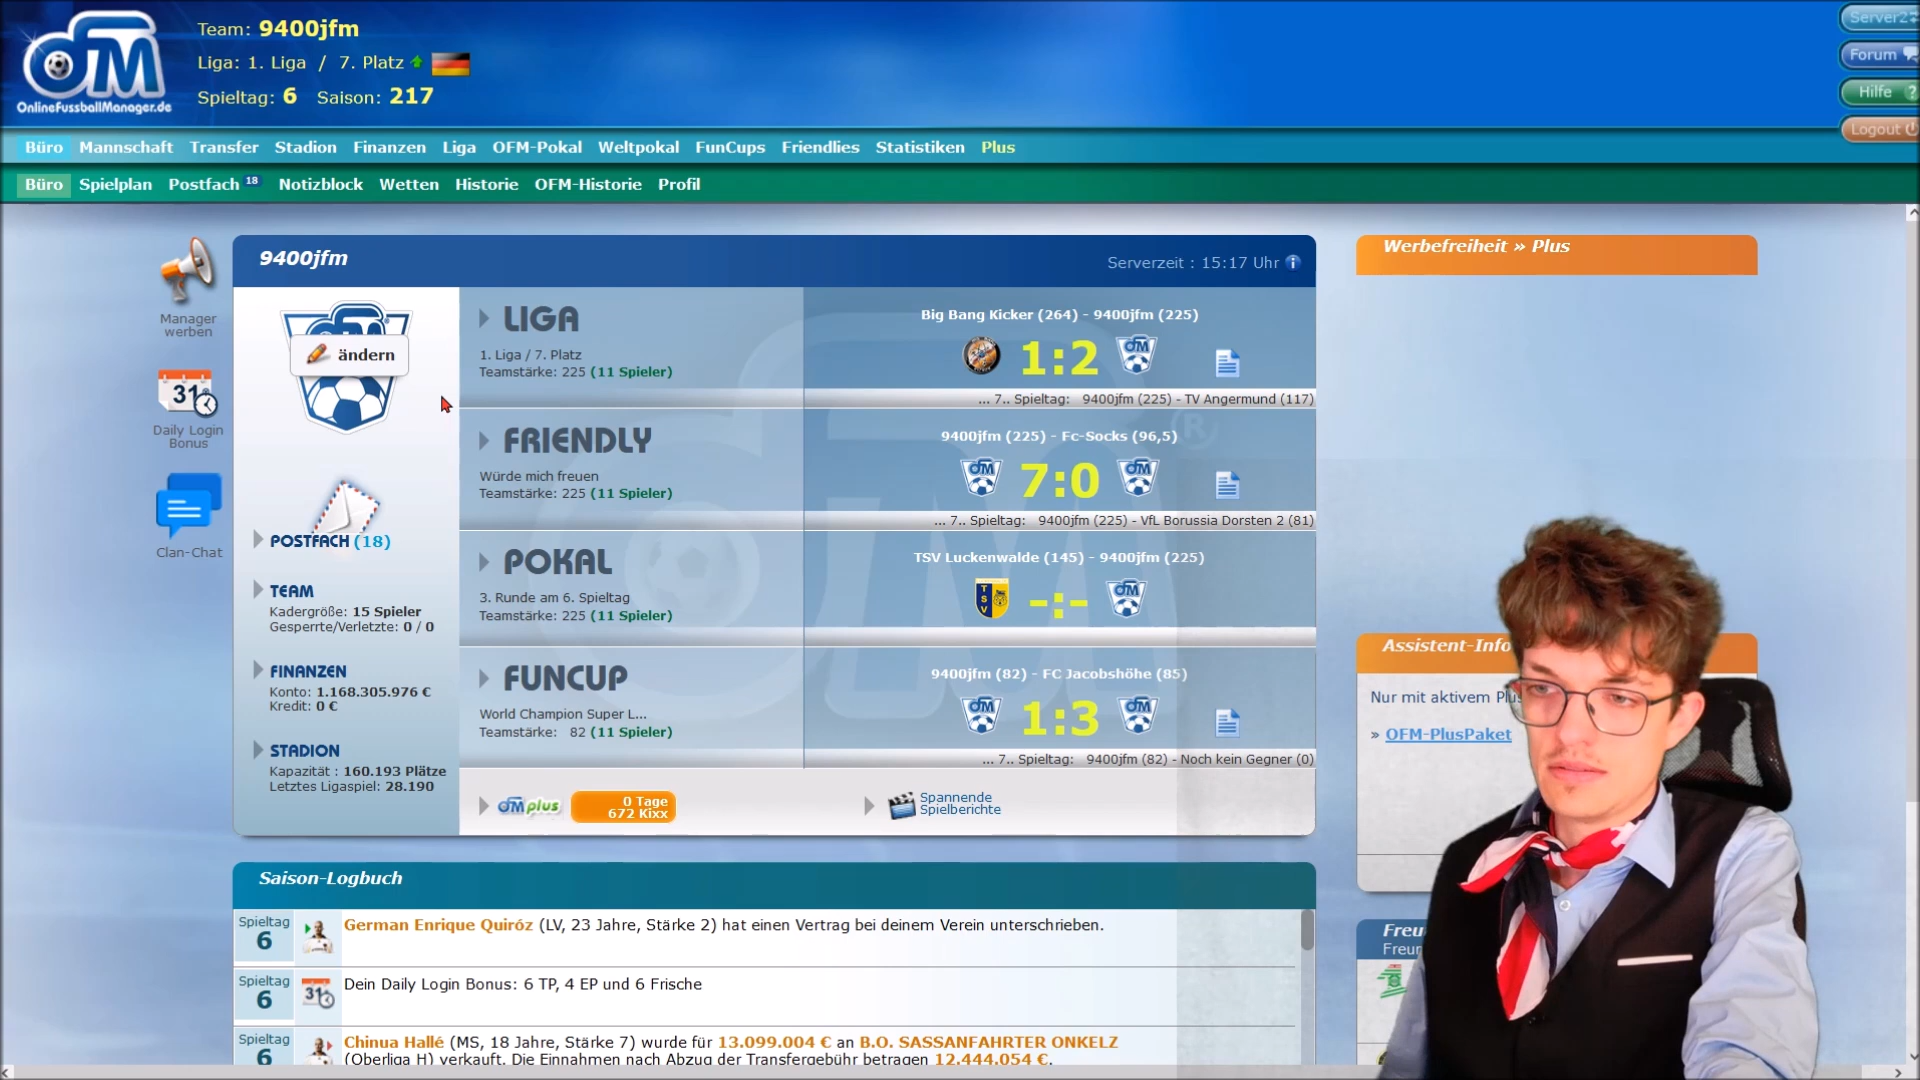 OFM
OnlineFussballManager.de
Team: 9400jfm
Liga: 1. Liga / 7. Platz
Spieltag: 6 Saison: 217
Server2
Forum
Hilfe ?
Logout
Büro Mannschaft Transfer Stadion Finanzen Liga OFM-Pokal Weltpokal FunCups Friendlies Statistiken Plus
Büro Spielplan Postfach 18 Notizblock Wetten Historie OFM-Historie Profil
Manager
werben
31
Daily Login
Bonus
Clan-Chat
9400jfm
Serverzeit : 15:17 Uhr i
ändern
POSTFACH (18)
TEAM
Kadergröße: 15 Spieler
Gesperrte/Verletzte: 0 / 0
FINANZEN
Konto: 1.168.305.976 €
Kredit: 0 €
STADION
Kapazität : 160.193 Plätze
Letztes Ligaspiel: 28.190
LIGA
1. Liga / 7. Platz
Teamstärke: 225 (11 Spieler)
Big Bang Kicker (264) - 9400jfm (225)
1:2
OFM
... 7.. Spieltag: 9400jfm (225) - TV Angermund (117)
FRIENDLY
Würde mich freuen
Teamstärke: 225 (11 Spieler)
9400jfm (225) - Fc-Socks (96,5)
OFM
7:0
OFM
... 7.. Spieltag: 9400jfm (225) - VfL Borussia Dorsten 2 (81)
POKAL
3. Runde am 6. Spieltag
Teamstärke: 225 (11 Spieler)
TSV Luckenwalde (145) - 9400jfm (225)
TSV
-:-
OFM
FUNCUP
World Champion Super L...
Teamstärke: 82 (11 Spieler)
9400jfm (82) - FC Jacobshöhe (85)
OFM
1:3
OFM
... 7.. Spieltag: 9400jfm (82) - Noch kein Gegner (0)
OFM plus
0 Tage
672 Kixx
Spannende
Spielberichte
Werbefreiheit » Plus
Assistent-Info
Nur mit aktivem
» OFM-PlusPaket
Saison-Logbuch
Spieltag
6
German Enrique Quiróz (LV, 23 Jahre, Stärke 2) hat einen Vertrag bei deinem Verein unterschrieben.
Spieltag
6
31
Dein Daily Login Bonus: 6 TP, 4 EP und 6 Frische
Spieltag
6
Chinua Hallé (MS, 18 Jahre, Stärke 7) wurde für 13.099.004 € an B.O. SASSANFAHRTER ONKELZ
(Oberliga H) verkauft. Die Einnahmen nach Abzug der Transfergebühr betragen 12.444.054 €.